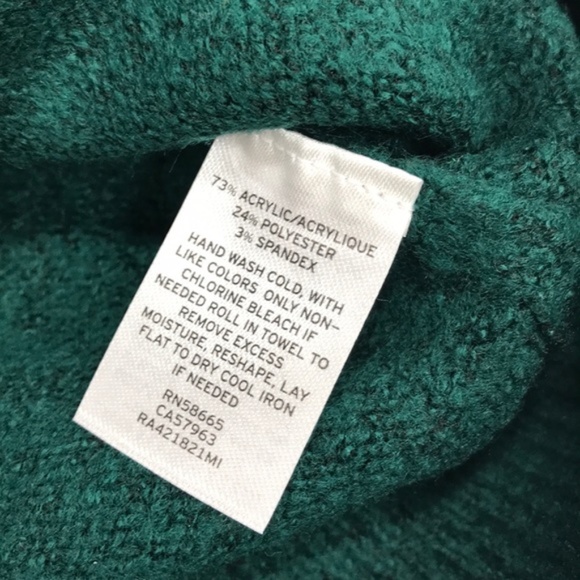 73% ACRYLIC/ACRYLIQUE
24% POLYESTER
3% SPANDEX
HAND WASH COLD, WITH
LIKE COLORS ONLY NON-
CHLORINE BLEACH IF
NEEDED ROLL IN TOWEL TO
REMOVE EXCESS
MOISTURE, RESHAPE, LAY
FLAT TO DRY COOL IRON
IF NEEDED
RN58665
CA57963
RA421821MI